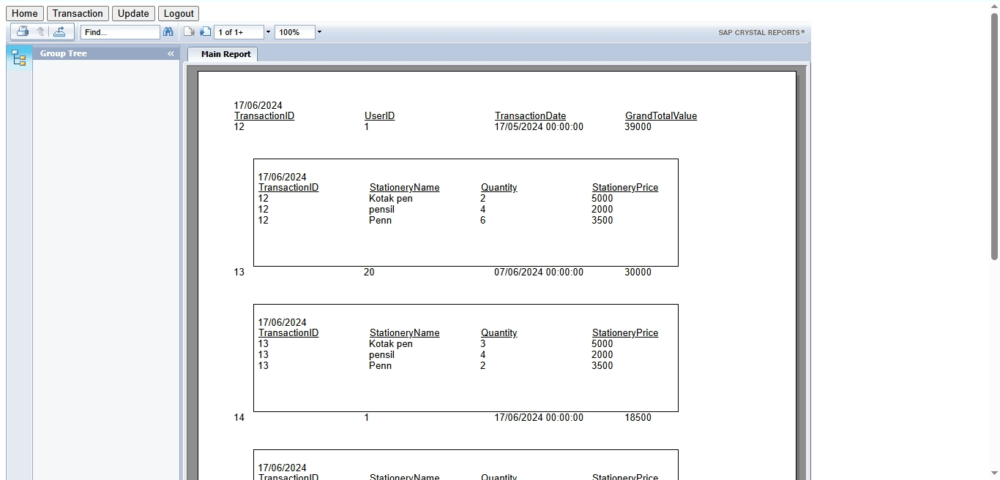 Home Transaction Update Logout
Find... 1 of 1+ 100% SAP CRYSTAL REPORTS®
Group Tree « Main Report
17/06/2024
TransactionID UserID TransactionDate GrandTotalValue
12 1 17/05/2024 00:00:00 39000
17/06/2024
TransactionID StationeryName Quantity StationeryPrice
12 Kotak pen 2 5000
12 pensil 4 2000
12 Penn 6 3500
13 20 07/06/2024 00:00:00 30000
17/06/2024
TransactionID StationeryName Quantity StationeryPrice
13 Kotak pen 3 5000
13 pensil 4 2000
13 Penn 2 3500
14 1 17/06/2024 00:00:00 18500
17/06/2024
TransactionID StationeryName Quantity StationeryPrice